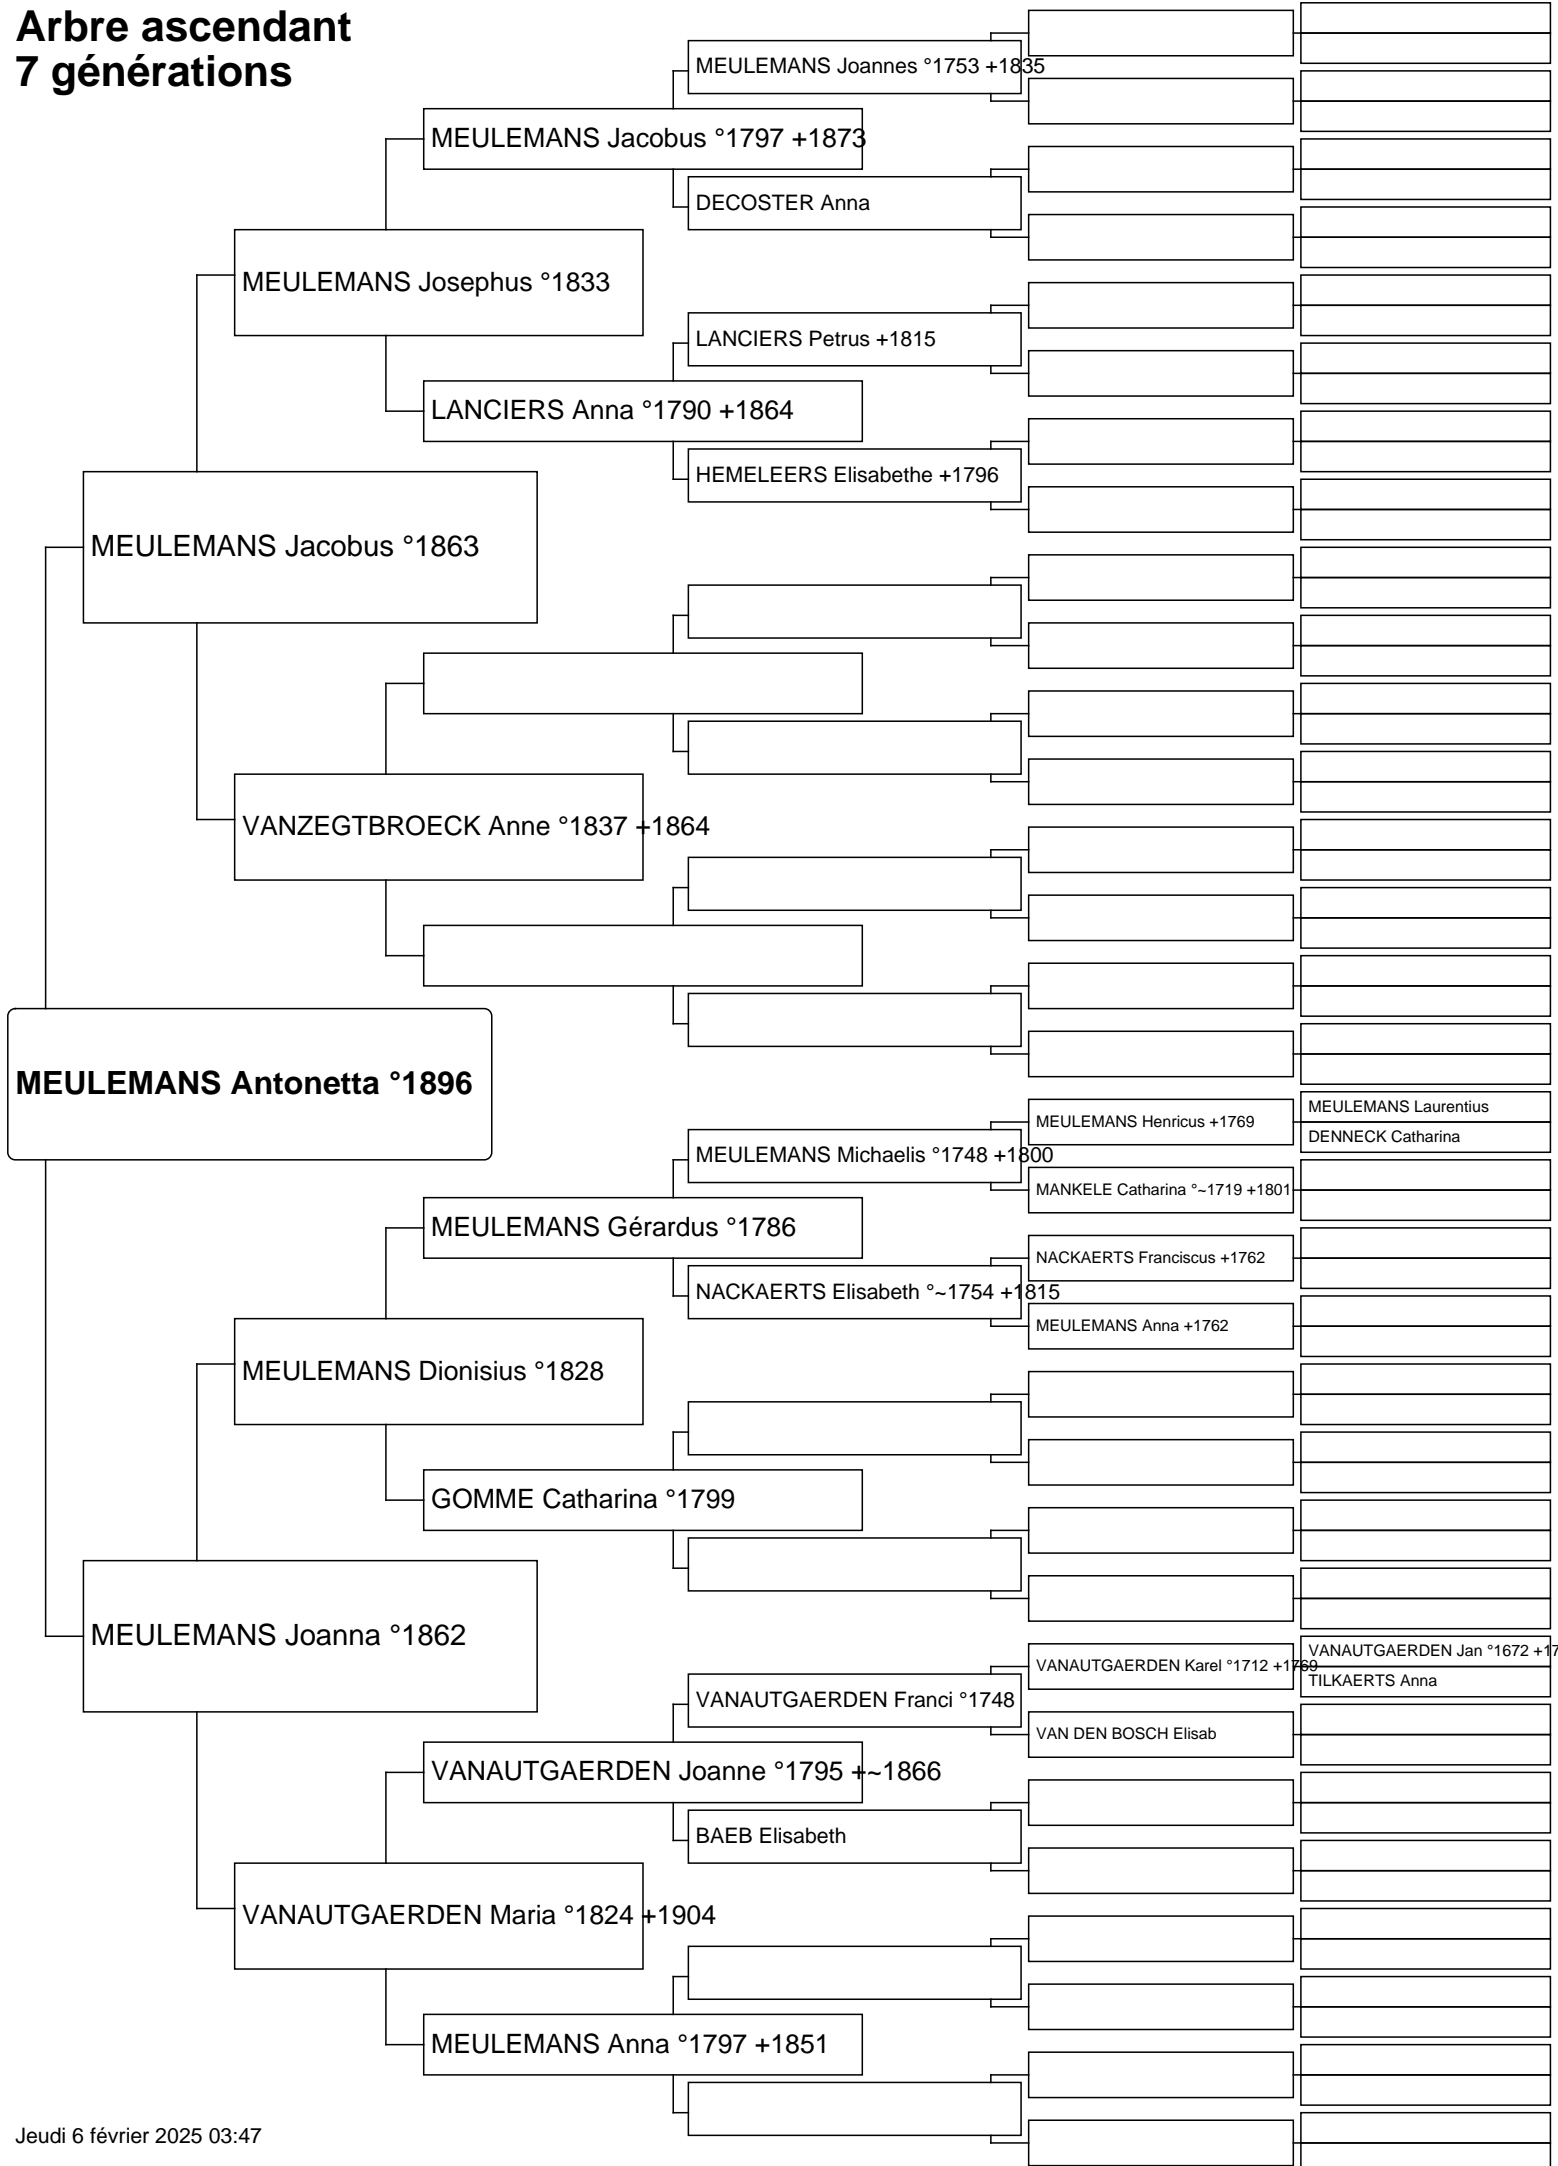 Arbre ascendant
7 générations
MEULEMANS Joannes °1753 +1835
MEULEMANS Jacobus °1797 +1873
DECOSTER Anna
MEULEMANS Josephus °1833
LANCIERS Petrus +1815
LANCIERS Anna °1790 +1864
HEMELEERS Elisabethe +1796
MEULEMANS Jacobus °1863
VANZEGTBROECK Anne °1837 +1864
MEULEMANS Antonetta °1896
MEULEMANS Laurentius
MEULEMANS Henricus +1769
DENNECK Catharina
MEULEMANS Michaelis °1748 +1800
MANKELE Catharina °~1719 +1801
MEULEMANS Gérardus °1786
NACKAERTS Franciscus +1762
NACKAERTS Elisabeth °~1754 +1815
MEULEMANS Anna +1762
MEULEMANS Dionisius °1828
GOMME Catharina °1799
MEULEMANS Joanna °1862
VANAUTGAERDEN Jan °1672 +17
VANAUTGAERDEN Karel °1712 +1769
TILKAERTS Anna
VANAUTGAERDEN Franci °1748
VAN DEN BOSCH Elisab
VANAUTGAERDEN Joanne °1795 +~1866
BAEB Elisabeth
VANAUTGAERDEN Maria °1824 +1904
MEULEMANS Anna °1797 +1851
Jeudi 6 février 2025 03:47